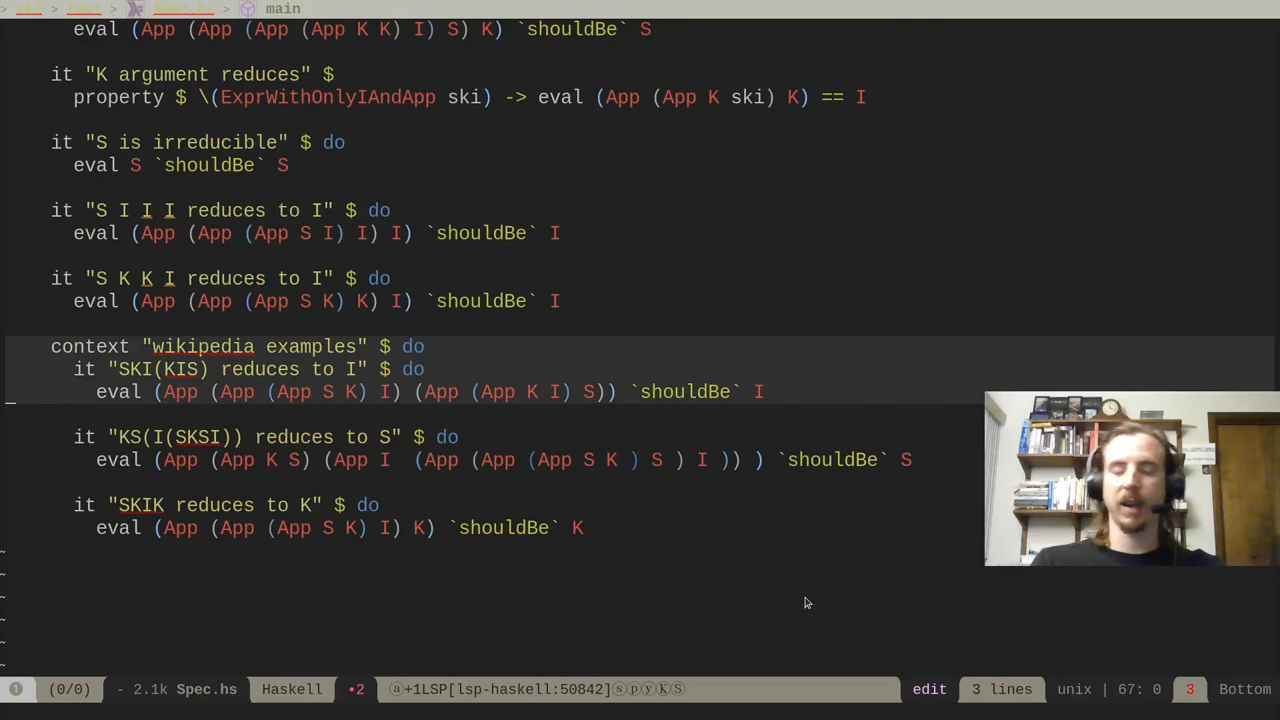 > ski > test > Spec.hs > main
eval (App (App (App (App K K) I) S) K) `shouldBe` S
it "K argument reduces" $
property $ \(ExprWithOnlyIAndApp ski) -> eval (App (App K ski) K) == I
it "S is irreducible" $ do
eval S `shouldBe` S
it "S I I I reduces to I" $ do
eval (App (App (App S I) I) I) `shouldBe` I
it "S K K I reduces to I" $ do
eval (App (App (App S K) K) I) `shouldBe` I
context "wikipedia examples" $ do
it "SKI(KIS) reduces to I" $ do
eval (App (App (App S K) I) (App (App K I) S)) `shouldBe` I
it "KS(I(SKSI)) reduces to S" $ do
eval (App (App K S) (App I  (App (App (App S K ) S ) I )) ) `shouldBe` S
it "SKIK reduces to K" $ do
eval (App (App (App S K) I) K) `shouldBe` K
~
~
~
~
~
~
❶ (0/0) - 2.1k Spec.hs Haskell •2 ⓐ+1LSP[lsp-haskell:50842]ⓢⓟⓨⓀⓈ edit 3 lines unix | 67: 0 3 Bottom